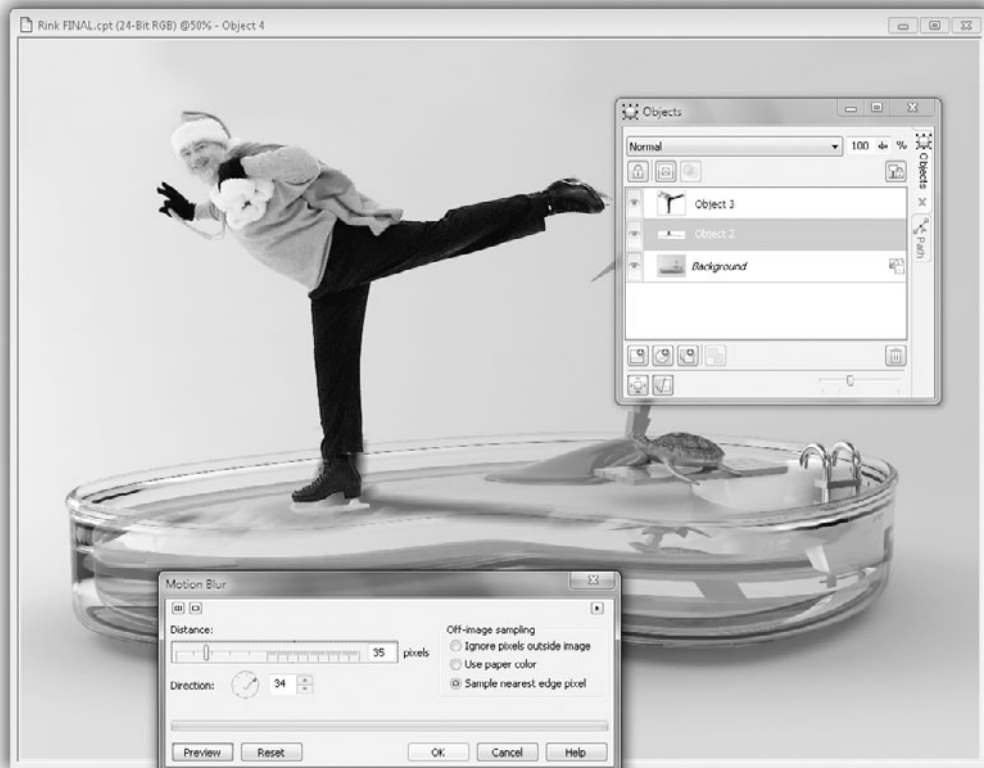 Rink FINAL.cpt (24-Bit RGB) @50% - Object 4
Objects
Normal 100 %
Object 3
Object 2
Background
Objects
Path
Motion Blur
Distance:
35 pixels
Direction: 34
Off-image sampling
Ignore pixels outside image
Use paper color
Sample nearest edge pixel
Preview Reset OK Cancel Help